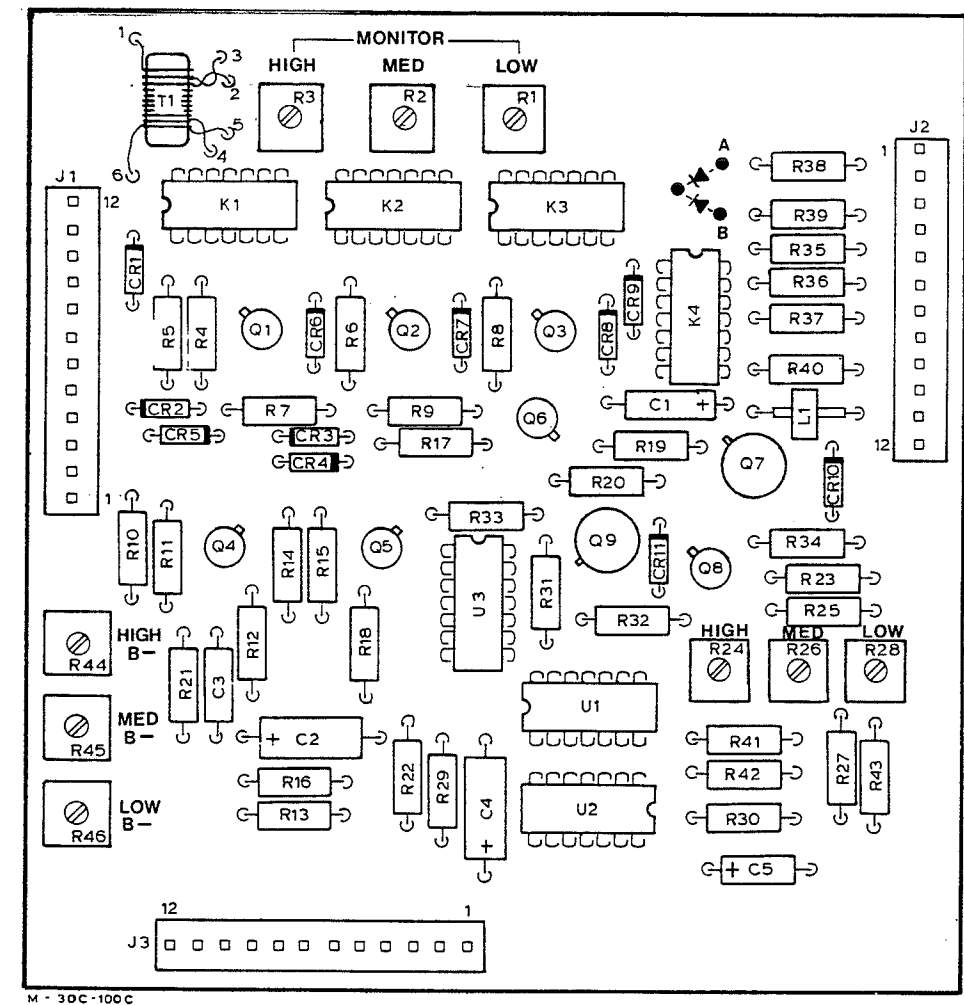 MONITOR
HIGH MED LOW
1
3
2
T1
5
4
6
R3
R2
R1
J1
12
1
J2
1
12
K1
K2
K3
A
B
K4
R38
R39
R35
R36
R37
R40
L1
CR1
R5
R4
Q1
CR6
R6
Q2
CR7
R8
Q3
CR8
CR9
CR2
CR5
R7
CR3
CR4
R9
R17
Q6
C1 +
R19
R20
Q7
CR10
R10
R11
Q4
R14
R15
Q5
R33
U3
R31
Q9
CR11
Q8
R34
R23
R25
R32
R12
R18
HIGH
B-
R44
MED
B-
R45
LOW
B-
R46
R21
C3
+ C2
R16
R13
R22
R29
C4
+
U1
U2
HIGH MED LOW
R24 R26 R28
R41
R42
R30
R27
R43
+ C5
12
1
J3
M - 30C-100C